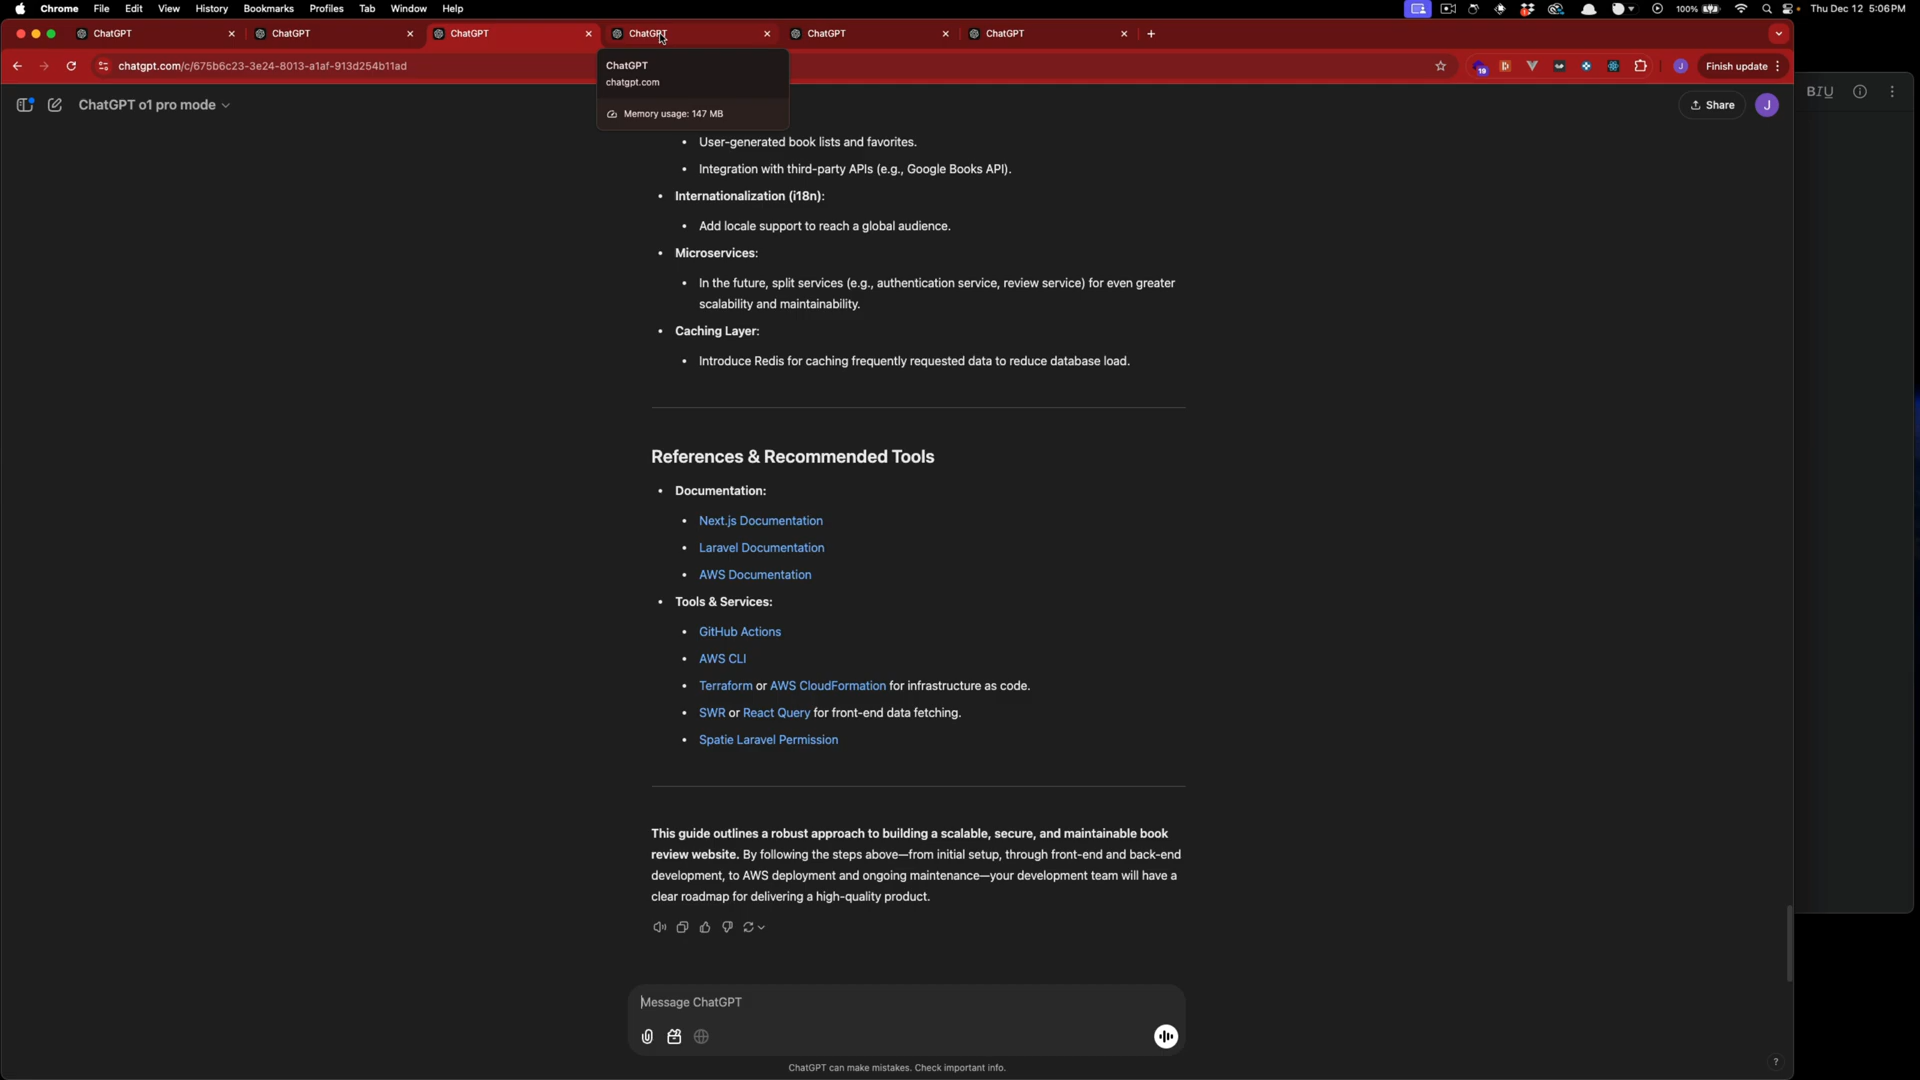 Chrome File Edit View History Bookmarks Profiles Tab Window Help 100% Thu Dec 12 5:06 PM
ChatGPT ChatGPT ChatGPT ChatGPT ChatGPT ChatGPT
chatgpt.com/c/675b6c23-3e24-8013-a1af-913d254b11ad 19 J Finish update
ChatGPT
chatgpt.com
Memory usage: 147 MB
ChatGPT o1 pro mode Share J
BIU
• User-generated book lists and favorites.
• Integration with third-party APIs (e.g., Google Books API).
• Internationalization (i18n):
• Add locale support to reach a global audience.
• Microservices:
• In the future, split services (e.g., authentication service, review service) for even greater
scalability and maintainability.
• Caching Layer:
• Introduce Redis for caching frequently requested data to reduce database load.
References & Recommended Tools
• Documentation:
• Next.js Documentation
• Laravel Documentation
• AWS Documentation
• Tools & Services:
• GitHub Actions
• AWS CLI
• Terraform or AWS CloudFormation for infrastructure as code.
• SWR or React Query for front-end data fetching.
• Spatie Laravel Permission
This guide outlines a robust approach to building a scalable, secure, and maintainable book
review website. By following the steps above—from initial setup, through front-end and back-end
development, to AWS deployment and ongoing maintenance—your development team will have a
clear roadmap for delivering a high-quality product.
Message ChatGPT
ChatGPT can make mistakes. Check important info.
?